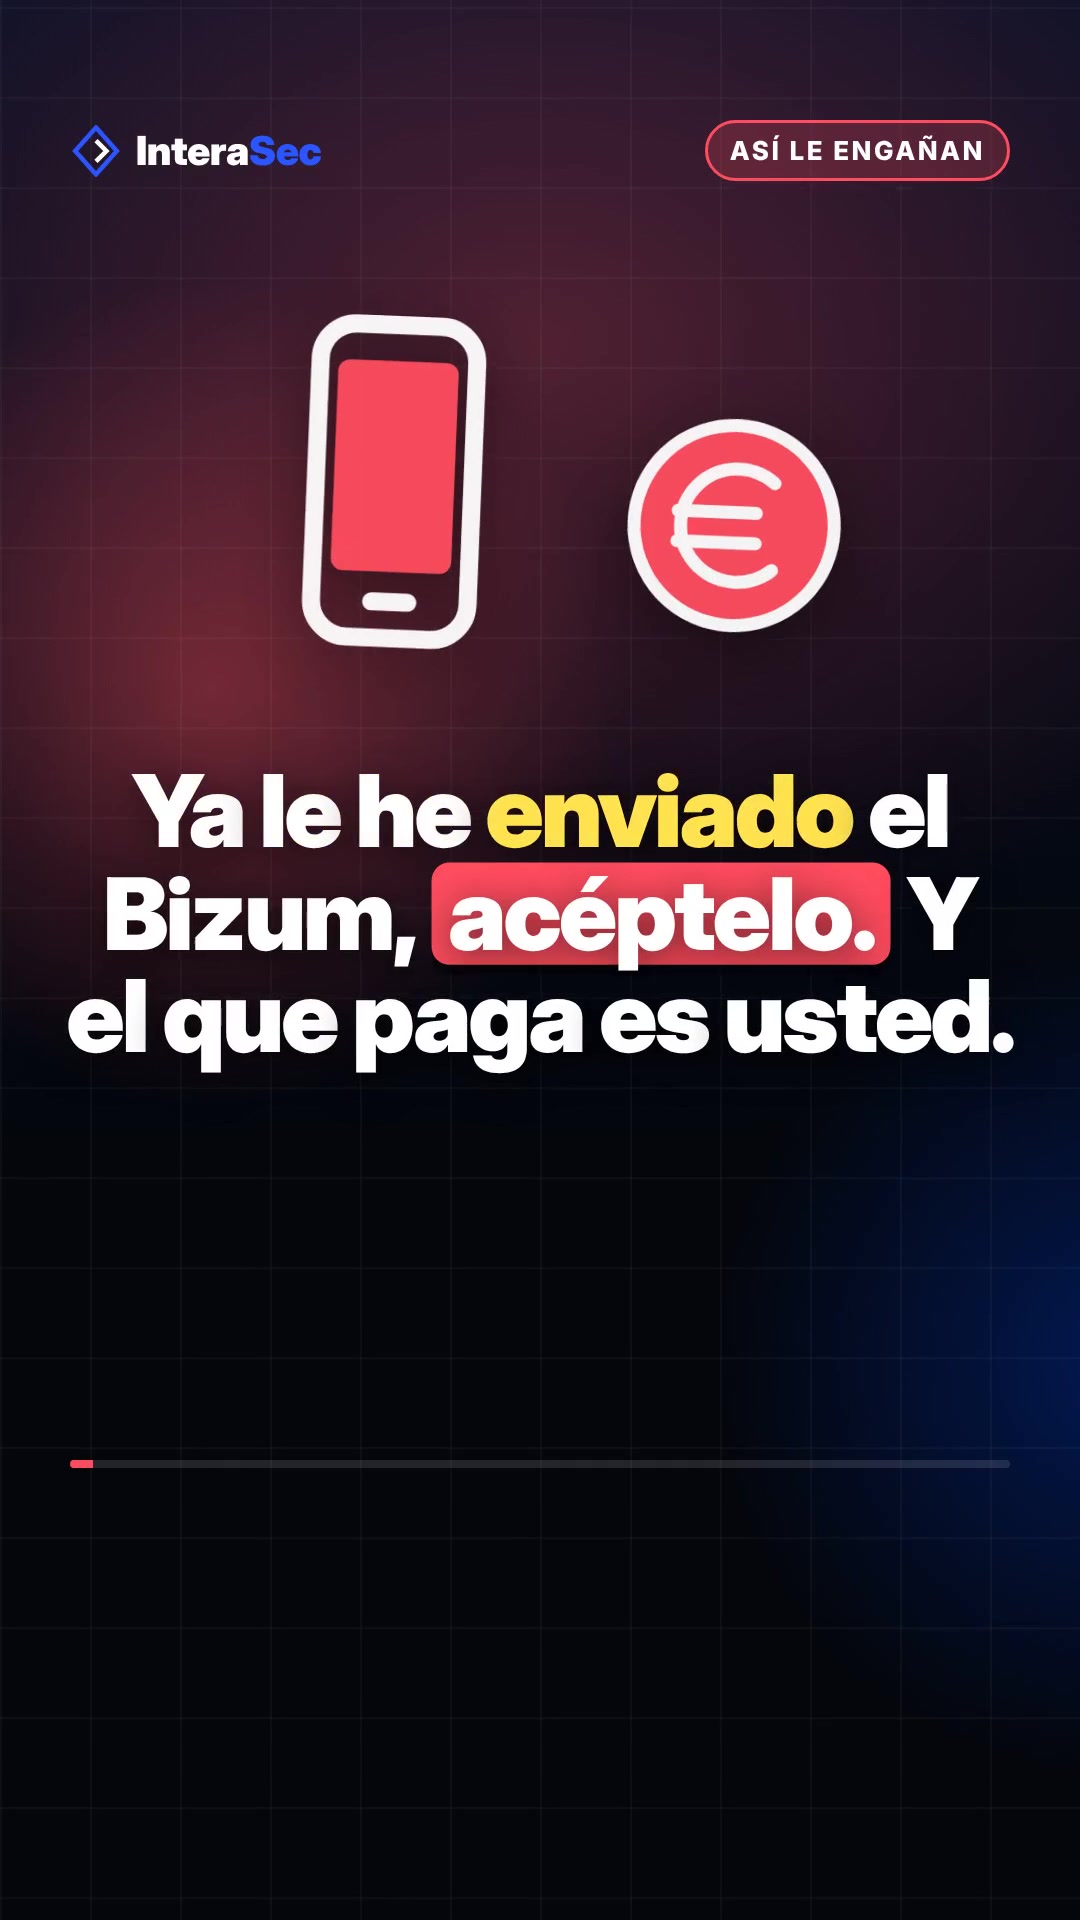 InteraSec
ASÍ LE ENGAÑAN
€
Ya le he enviado el
Bizum, acéptelo. Y
el que paga es usted.